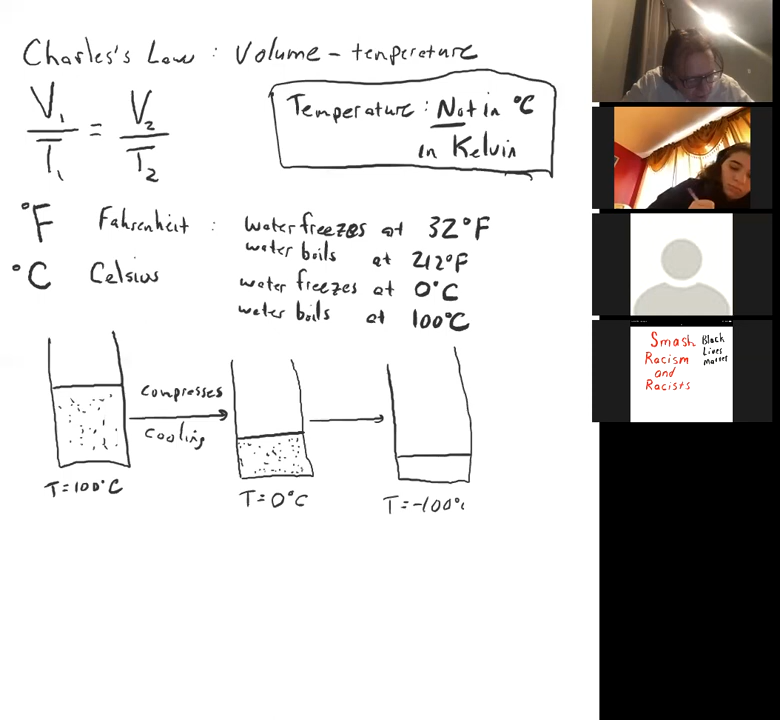 Charles's Law : Volume - temperature
V1/T1 = V2/T2
Temperature : Not in °C
in Kelvin
°F Fahrenheit : water freezes at 32°F
water boils at 212°F
°C Celsius water freezes at 0°C
water boils at 100°C
compresses
cooling
T=100°C
T=0°C
T=-100°C
Smash
Racism
and
Racists
Black
Lives
Matter